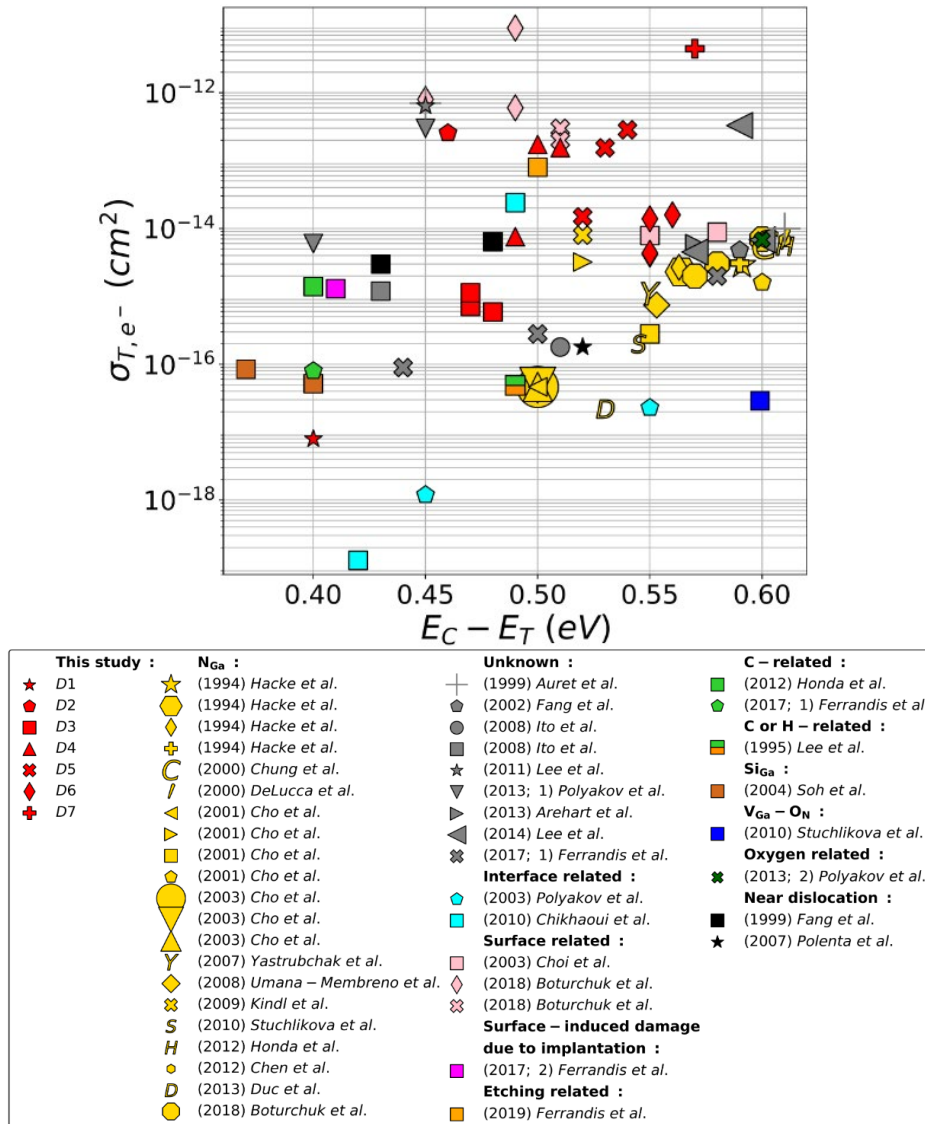 σ_{T, e⁻} (cm²)
10⁻¹²
10⁻¹⁴
10⁻¹⁶
10⁻¹⁸
0.40 0.45 0.50 0.55 0.60
E_C − E_T (eV)
This study :
D1
D2
D3
D4
D5
D6
D7
N_Ga :
(1994) Hacke et al.
(1994) Hacke et al.
(1994) Hacke et al.
(1994) Hacke et al.
C (2000) Chung et al.
/ (2000) DeLucca et al.
(2001) Cho et al.
(2001) Cho et al.
(2001) Cho et al.
(2001) Cho et al.
(2003) Cho et al.
(2003) Cho et al.
(2003) Cho et al.
Y (2007) Yastrubchak et al.
(2008) Umana − Membreno et al.
(2009) Kindl et al.
S (2010) Stuchlikova et al.
H (2012) Honda et al.
(2012) Chen et al.
D (2013) Duc et al.
(2018) Boturchuk et al.
Unknown :
(1999) Auret et al.
(2002) Fang et al.
(2008) Ito et al.
(2008) Ito et al.
(2011) Lee et al.
(2013; 1) Polyakov et al.
(2013) Arehart et al.
(2014) Lee et al.
(2017; 1) Ferrandis et al.
Interface related :
(2003) Polyakov et al.
(2010) Chikhaoui et al.
Surface related :
(2003) Choi et al.
(2018) Boturchuk et al.
(2018) Boturchuk et al.
Surface − induced damage
due to implantation :
(2017; 2) Ferrandis et al.
Etching related :
(2019) Ferrandis et al.
C − related :
(2012) Honda et al.
(2017; 1) Ferrandis et al.
C or H − related :
(1995) Lee et al.
Si_Ga :
(2004) Soh et al.
V_Ga − O_N :
(2010) Stuchlikova et al.
Oxygen related :
(2013; 2) Polyakov et al.
Near dislocation :
(1999) Fang et al.
(2007) Polenta et al.
Y
S
D
C
H